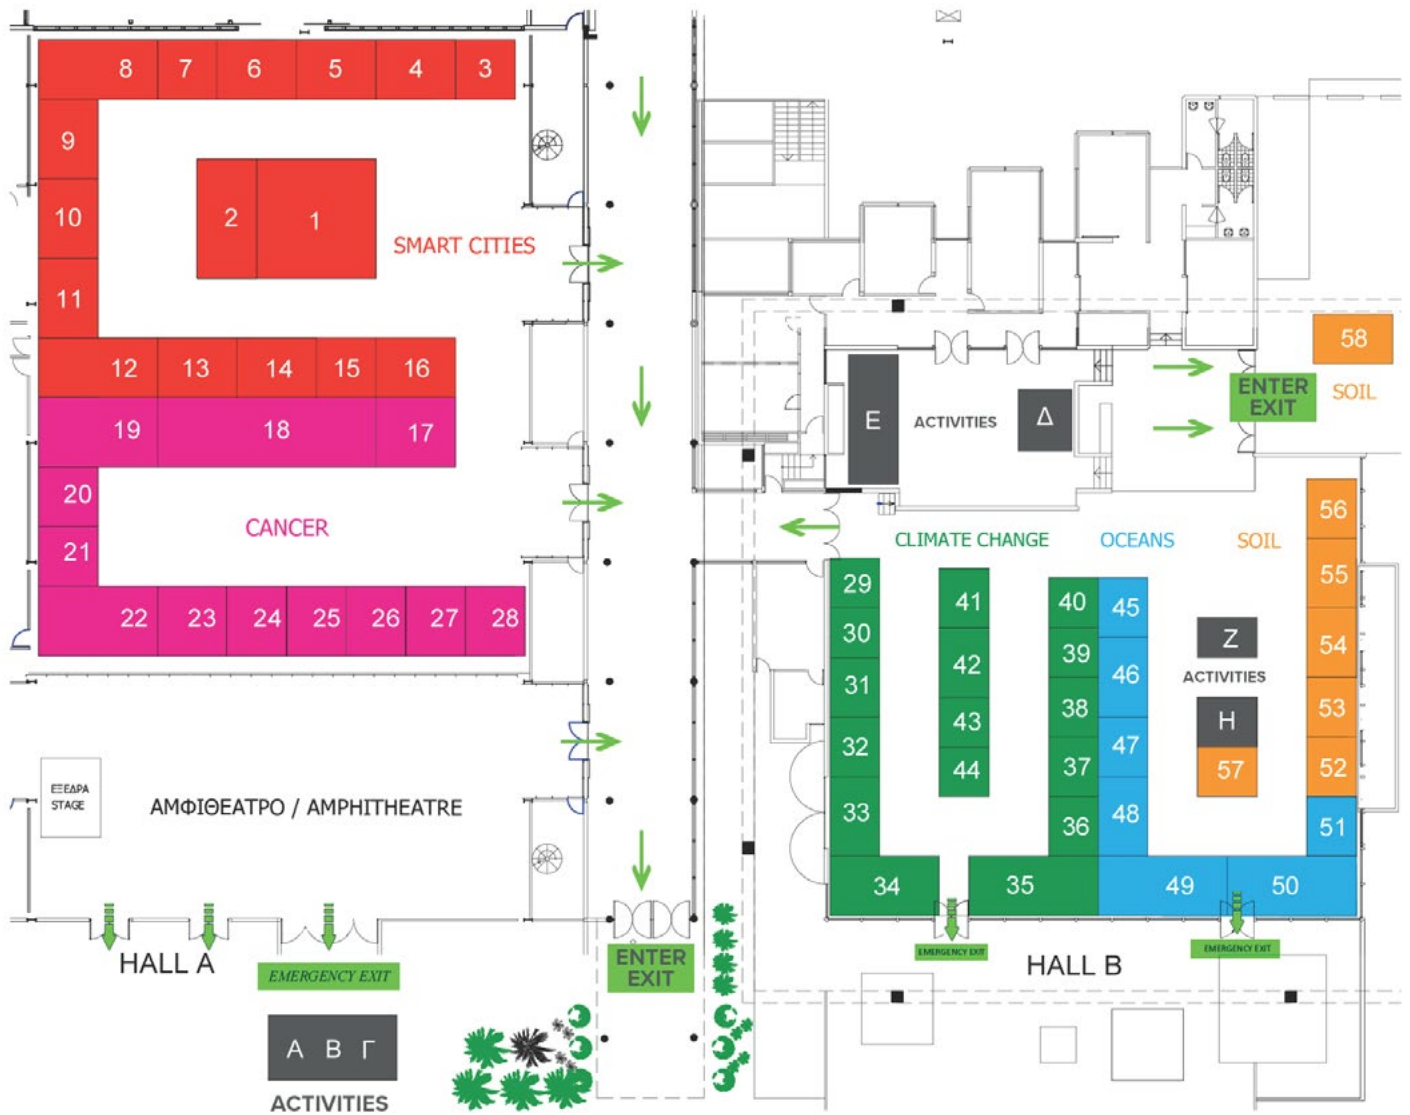 8 7 6 5 4 3
9
10
11
2 1
SMART CITIES
12 13 14 15 16
19 18 17
20
21
CANCER
22 23 24 25 26 27 28
ΕΞΕΔΡΑ
STAGE
ΑΜΦΙΘΕΑΤΡΟ / AMPHITHEATRE
HALL A
EMERGENCY EXIT
Α Β Γ
ACTIVITIES
ENTER
EXIT
58
SOIL
ENTER
EXIT
Ε
ACTIVITIES
Δ
CLIMATE CHANGE
OCEANS
SOIL
29
30
31
32
33
34
41
42
43
44
40
39
38
37
36
35
45
46
47
48
49
50
Ζ
ACTIVITIES
Η
57
56
55
54
53
52
51
EMERGENCY EXIT
HALL B
EMERGENCY EXIT